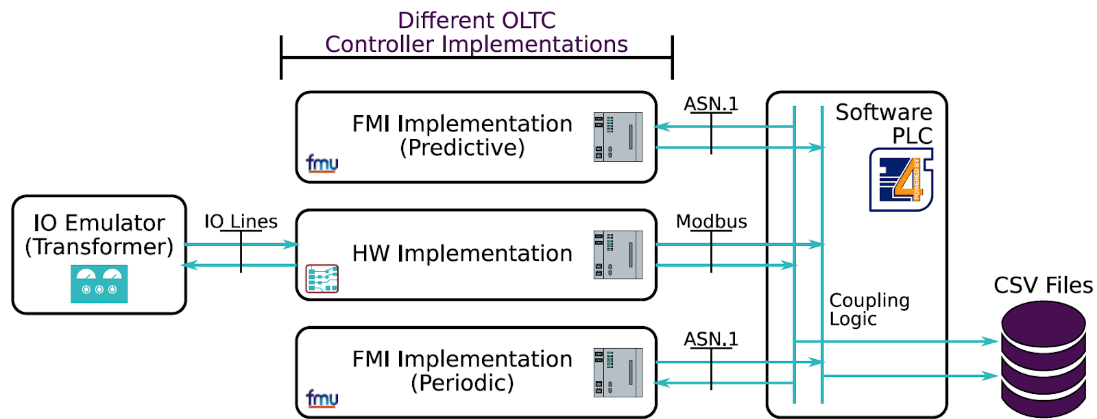 Different OLTC
Controller Implementations
FMI Implementation
(Predictive)
fmu
ASN.1
Software
PLC
4
IO Emulator
(Transformer)
IO Lines
HW Implementation
Modbus
Coupling
Logic
CSV Files
FMI Implementation
(Periodic)
fmu
ASN.1